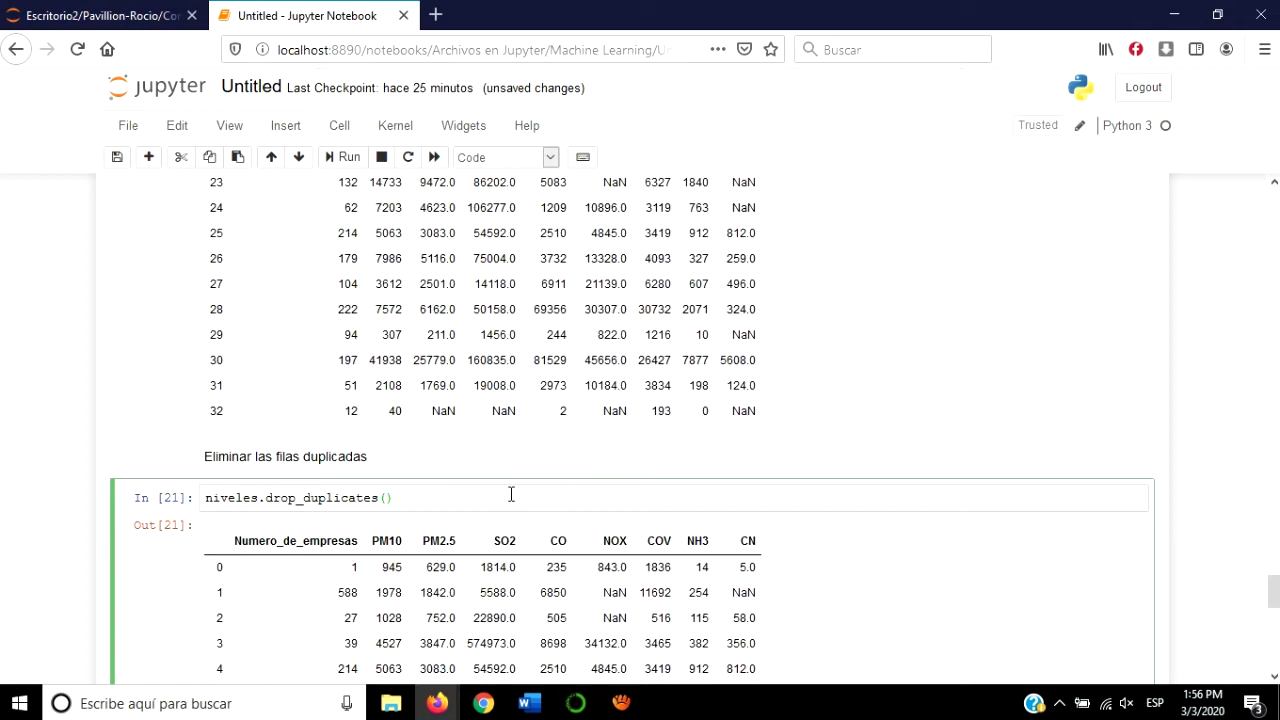 Escritorio2/Pavillion-Rocio/Cor
Untitled - Jupyter Notebook
localhost:8890/notebooks/Archivos en Jupyter/Machine Learning/Un
Buscar
jupyter Untitled Last Checkpoint: hace 25 minutos (unsaved changes)
Logout
File Edit View Insert Cell Kernel Widgets Help
Trusted Python 3
Run Code
23 132 14733 9472.0 86202.0 5083 NaN 6327 1840 NaN
24 62 7203 4623.0 106277.0 1209 10896.0 3119 763 NaN
25 214 5063 3083.0 54592.0 2510 4845.0 3419 912 812.0
26 179 7986 5116.0 75004.0 3732 13328.0 4093 327 259.0
27 104 3612 2501.0 14118.0 6911 21139.0 6280 607 496.0
28 222 7572 6162.0 50158.0 69356 30307.0 30732 2071 324.0
29 94 307 211.0 1456.0 244 822.0 1216 10 NaN
30 197 41938 25779.0 160835.0 81529 45656.0 26427 7877 5608.0
31 51 2108 1769.0 19008.0 2973 10184.0 3834 198 124.0
32 12 40 NaN NaN 2 NaN 193 0 NaN
Eliminar las filas duplicadas
In [21]: niveles.drop_duplicates()
Out[21]:
Numero_de_empresas PM10 PM2.5 SO2 CO NOX COV NH3 CN
0 1 945 629.0 1814.0 235 843.0 1836 14 5.0
1 588 1978 1842.0 5588.0 6850 NaN 11692 254 NaN
2 27 1028 752.0 22890.0 505 NaN 516 115 58.0
3 39 4527 3847.0 574973.0 8698 34132.0 3465 382 356.0
4 214 5063 3083.0 54592.0 2510 4845.0 3419 912 812.0
Escribe aquí para buscar
ESP
1:56 PM
3/3/2020
3